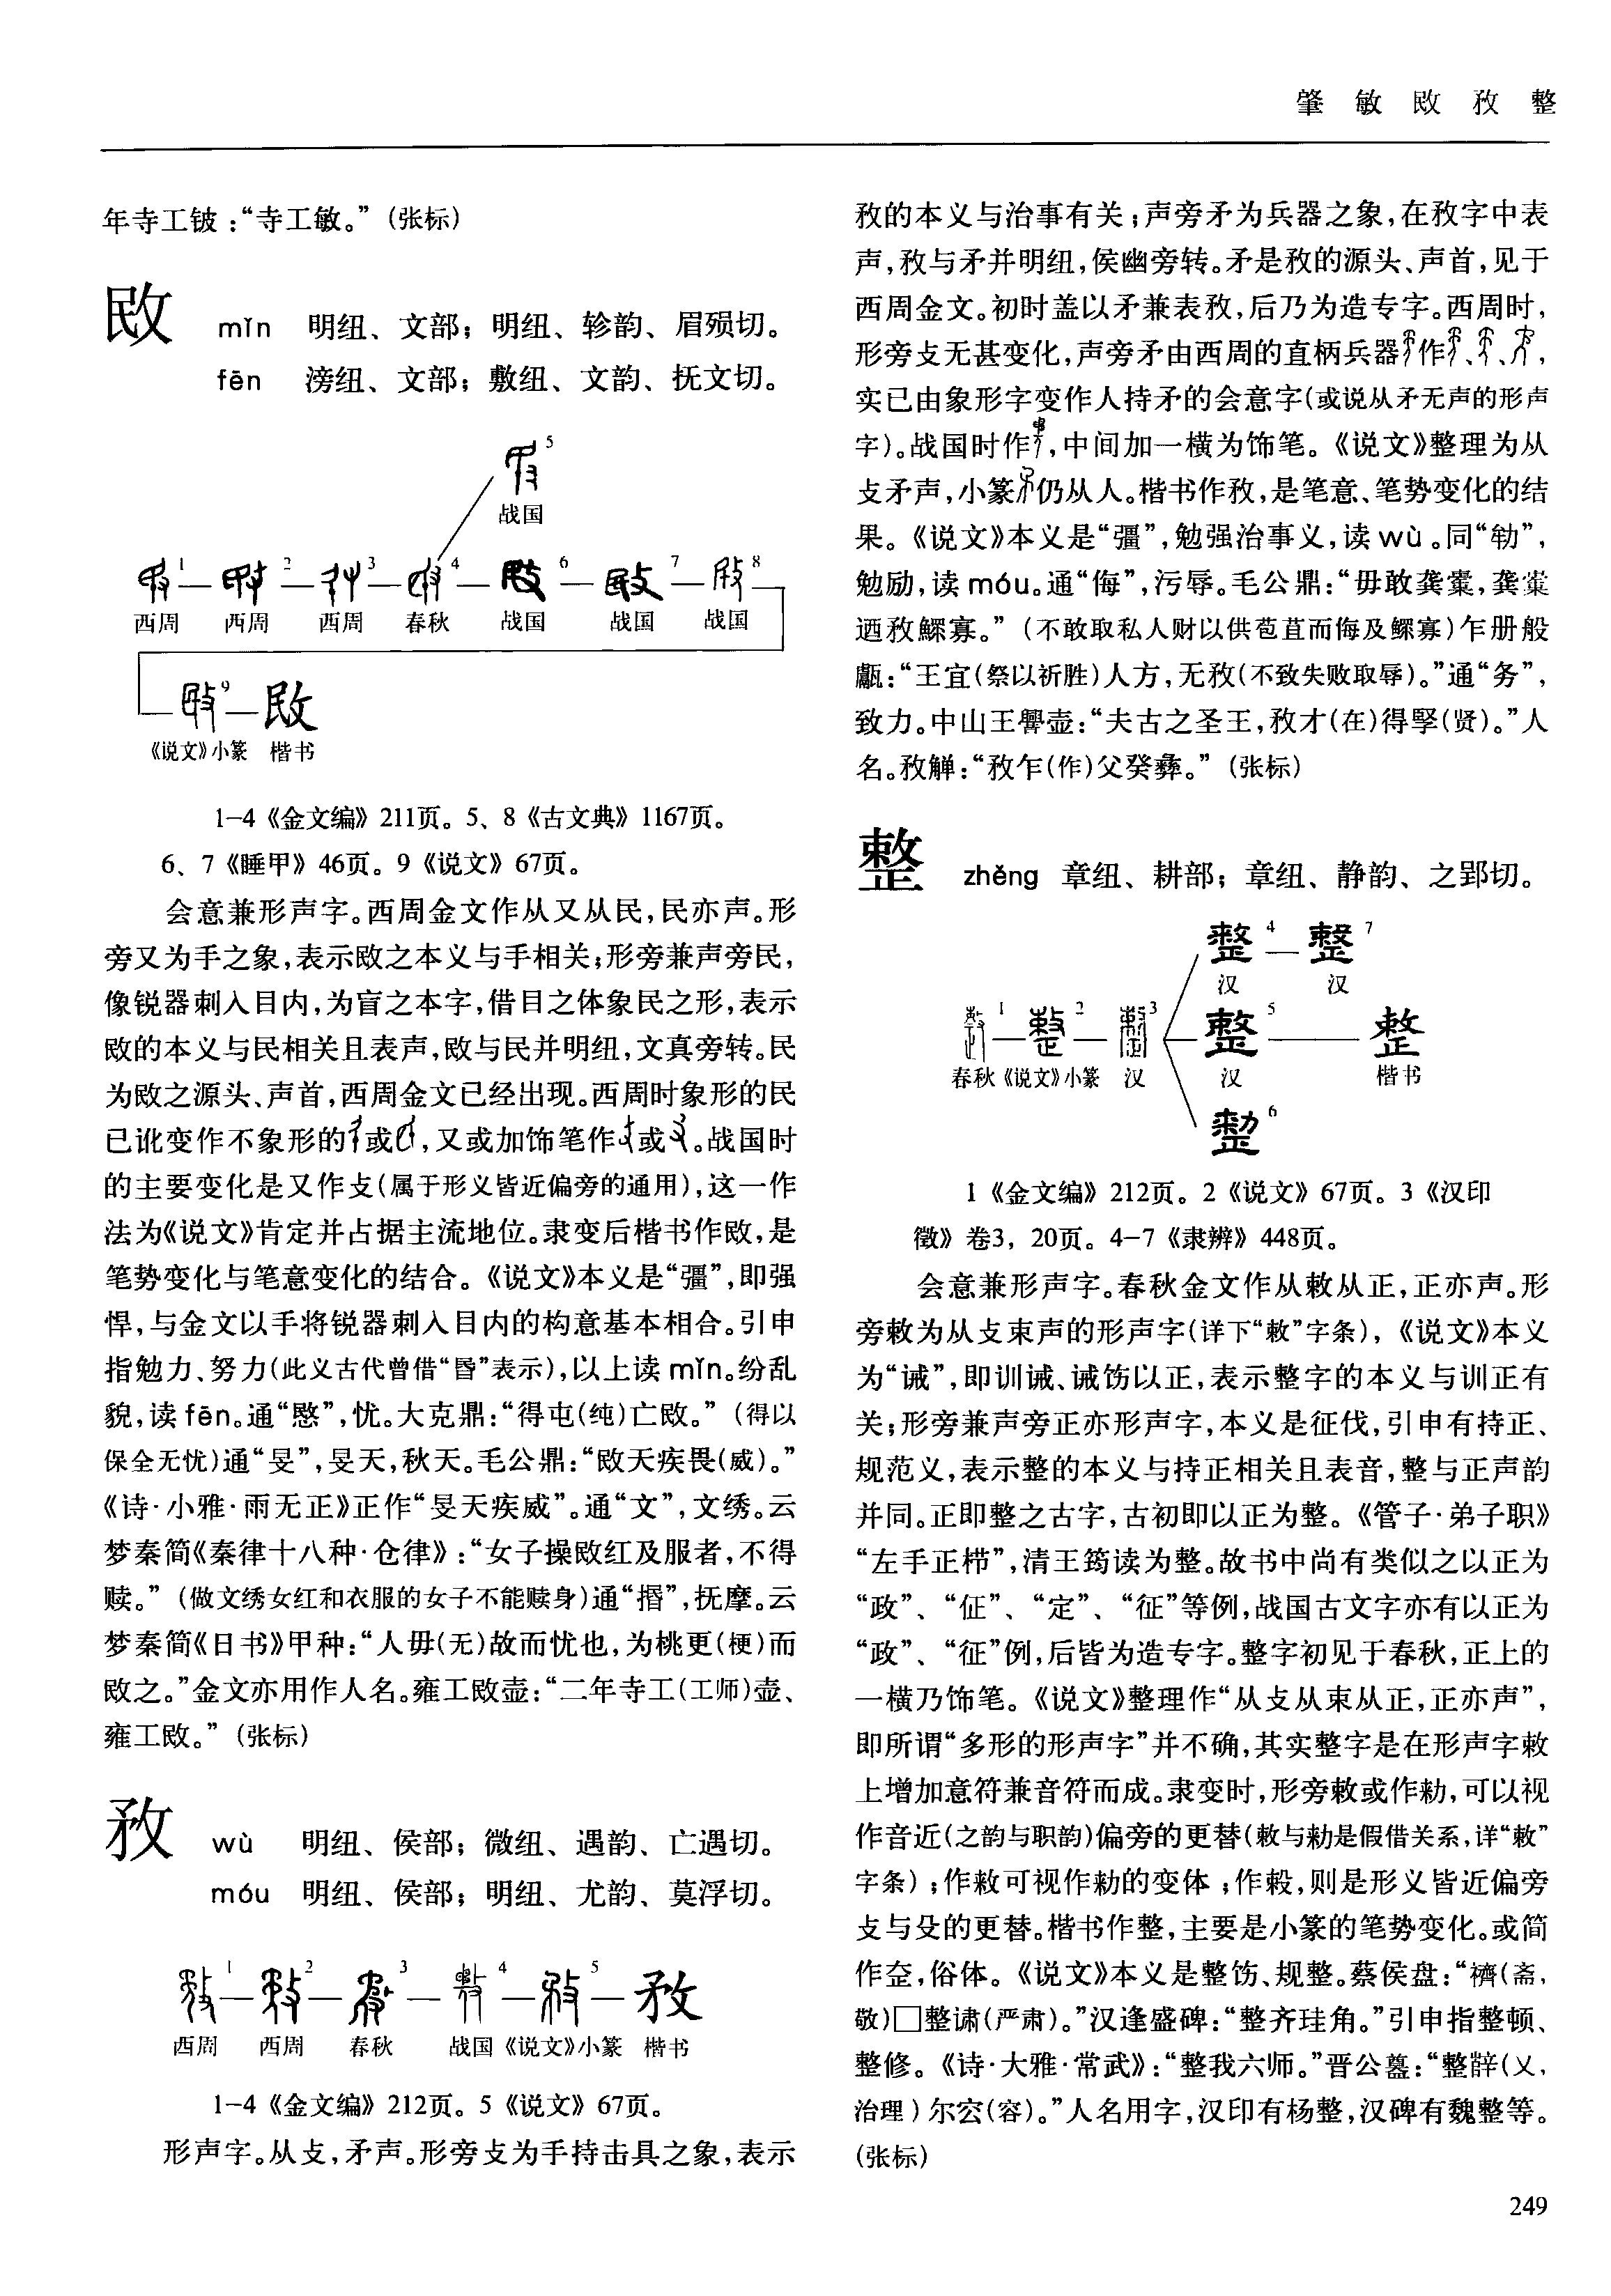 肇 敏 敃 敄 整
年寺工铍：“寺工敏。”（张标）
敃 mǐn 明纽、文部；明纽、轸韵、眉殒切。
fēn 滂纽、文部；敷纽、文韵、抚文切。
5
战国
1 2 3 4 6 7 8
西周 西周 西周 春秋 战国 战国 战国
9 敃
《说文》小篆 楷书
1–4《金文编》211页。5、8《古文典》1167页。
6、7《睡甲》46页。9《说文》67页。
会意兼形声字。西周金文作从又从民，民亦声。形
旁又为手之象，表示敃之本义与手相关；形旁兼声旁民，
像锐器刺入目内，为盲之本字，借目之体象民之形，表示
敃的本义与民相关且表声，敃与民并明纽，文真旁转。民
为敃之源头、声首，西周金文已经出现。西周时象形的民
已讹变作不象形的或，又或加饰笔作或。战国时
的主要变化是又作攴（属于形义皆近偏旁的通用），这一作
法为《说文》肯定并占据主流地位。隶变后楷书作敃，是
笔势变化与笔意变化的结合。《说文》本义是“彊”，即强
悍，与金文以手将锐器刺入目内的构意基本相合。引申
指勉力、努力（此义古代曾借“昏”表示），以上读 mǐn。纷乱
貌，读 fēn。通“愍”，忧。大克鼎：“得屯（纯）亡敃。”（得以
保全无忧）通“旻”，旻天，秋天。毛公鼎：“敃天疾畏（威）。”
《诗·小雅·雨无正》正作“旻天疾威”。通“文”，文绣。云
梦秦简《秦律十八种·仓律》：“女子操敃红及服者，不得
赎。”（做文绣女红和衣服的女子不能赎身）通“捪”，抚摩。云
梦秦简《日书》甲种：“人毋（无）故而忧也，为桃更（梗）而
敃之。”金文亦用作人名。雍工敃壶：“二年寺工（工师）壶、
雍工敃。”（张标）
敄 wù 明纽、侯部；微纽、遇韵、亡遇切。
móu 明纽、侯部；明纽、尤韵、莫浮切。
1 2 3 4 5 敄
西周 西周 春秋 战国 《说文》小篆 楷书
1–4《金文编》212页。5《说文》67页。
形声字。从攴，矛声。形旁攴为手持击具之象，表示
敄的本义与治事有关；声旁矛为兵器之象，在敄字中表
声，敄与矛并明纽，侯幽旁转。矛是敄的源头、声首，见于
西周金文。初时盖以矛兼表敄，后乃为造专字。西周时，
形旁攴无甚变化，声旁矛由西周的直柄兵器作、、，
实已由象形字变作人持矛的会意字（或说从矛无声的形声
字）。战国时作，中间加一横为饰笔。《说文》整理为从
攴矛声，小篆仍从人。楷书作敄，是笔意、笔势变化的结
果。《说文》本义是“彊”，勉强治事义，读 wù 。同“勄”，
勉励，读 móu。通“侮”，污辱。毛公鼎：“毋敢龚橐，龚橐
迺敄鳏寡。”（不敢取私人财以供苞苴而侮及鳏寡）乍册般
甗：“王宜（祭以祈胜）人方，无敄（不致失败取辱）。”通“务”，
致力。中山王壶：“夫古之圣王，敄才（在）得孯（贤）。”人
名。敄觯：“敄乍（作）父癸彝。”（张标）
整 zhěng 章纽、耕部；章纽、静韵、之郢切。
整4 7
汉 汉
1 2 3 整5 整
春秋 《说文》小篆 汉 汉 楷书
6
1《金文编》212页。2《说文》67页。3《汉印
徵》卷3，20页。4–7《隶辨》448页。
会意兼形声字。春秋金文作从敕从正，正亦声。形
旁敕为从攴束声的形声字（详下“敕”字条），《说文》本义
为“诫”，即训诫、诫饬以正，表示整字的本义与训正有
关；形旁兼声旁正亦形声字，本义是征伐，引申有持正、
规范义，表示整的本义与持正相关且表音，整与正声韵
并同。正即整之古字，古初即以正为整。《管子·弟子职》
“左手正栉”，清王筠读为整。故书中尚有类似之以正为
“政”、“怔”、“定”、“征”等例，战国古文字亦有以正为
“政”、“征”例，后皆为造专字。整字初见于春秋，正上的
一横乃饰笔。《说文》整理作“从攴从束从正，正亦声”，
即所谓“多形的形声字”并不确，其实整字是在形声字敕
上增加意符兼音符而成。隶变时，形旁敕或作勑，可以视
作音近（之韵与职韵）偏旁的更替（敕与勑是假借关系，详“敕”
字条）；作敕可视作勑的变体；作，则是形义皆近偏旁
攴与殳的更替。楷书作整，主要是小篆的笔势变化。或简
作，俗体。《说文》本义是整饬、规整。蔡侯盘：“（斋，
敬）□整䜣（严肃）。”汉逢盛碑：“整齐珪角。”引申指整顿、
整修。《诗·大雅·常武》：“整我六师。”晋公：“整辥（乂，
治理）尔宏（容）。”人名用字，汉印有杨整，汉碑有魏整等。
（张标）
249